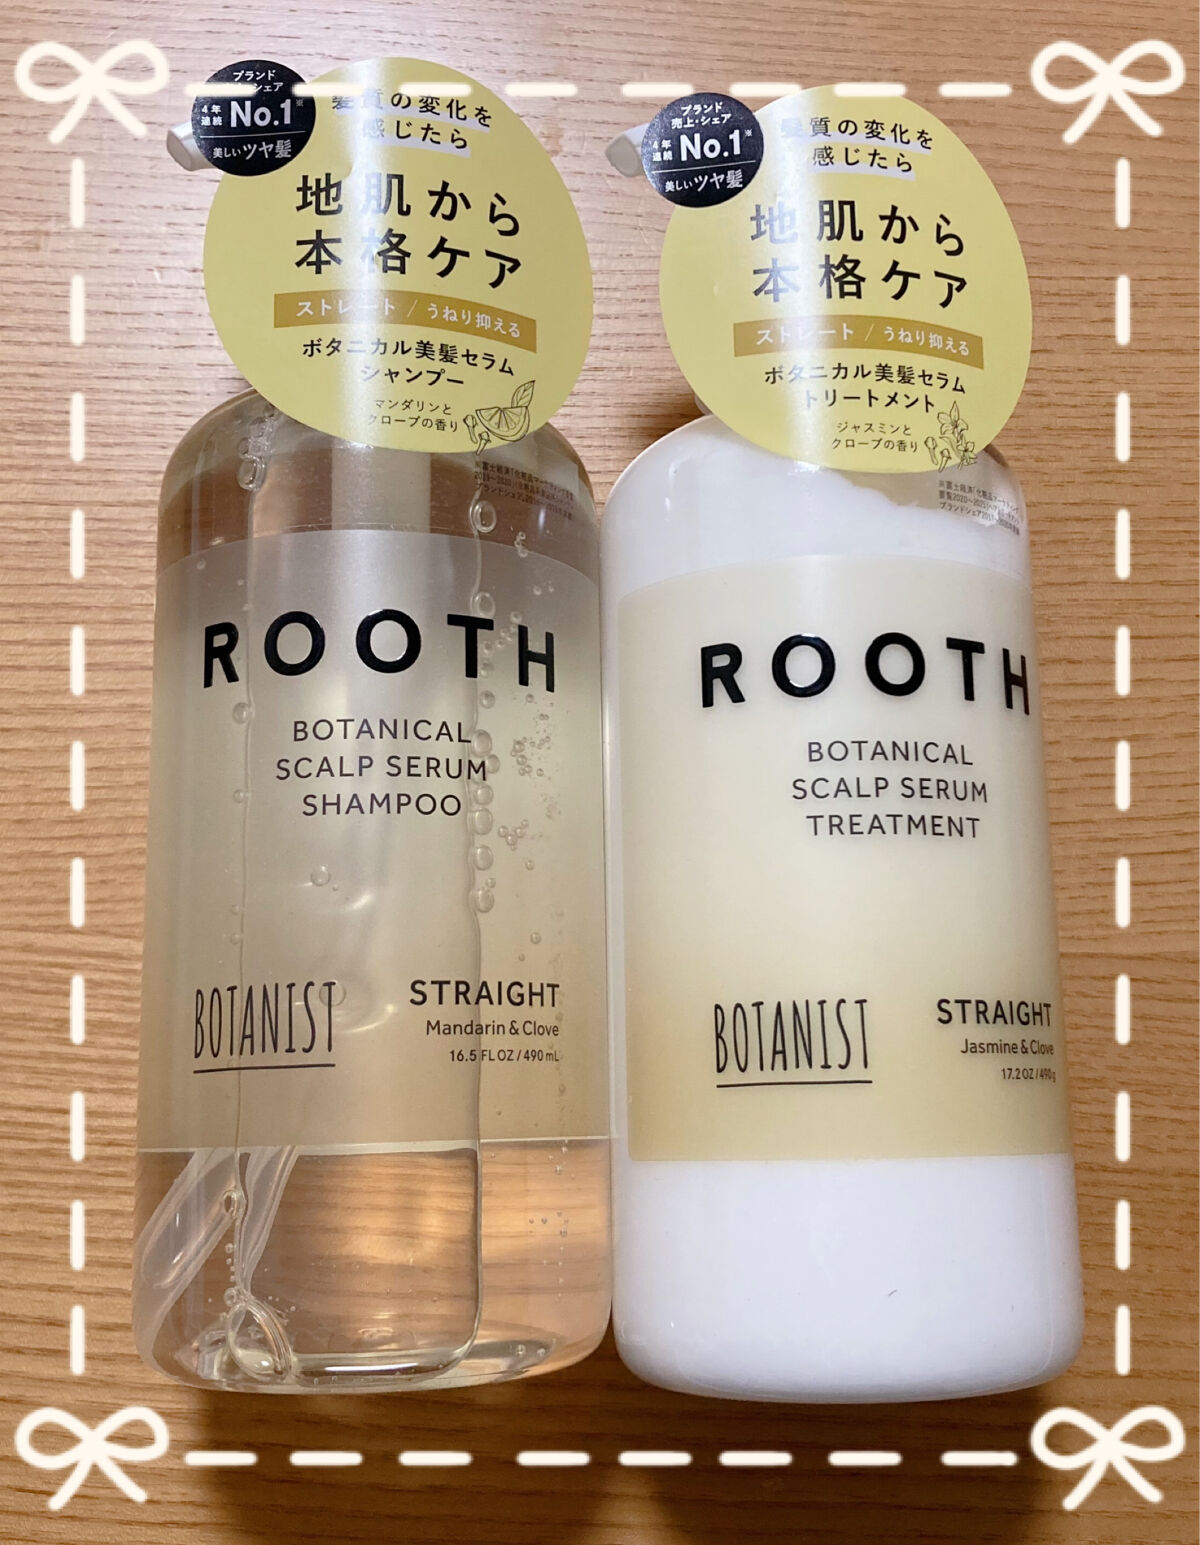 ブランド
シェア
4年
連続
No.1※
美しいツヤ髪
髪質の変化を
感じたら
地肌から
本格ケア
ストレート / うねり抑える
ボタニカル美髪セラム
シャンプー
マンダリンと
クローブの香り
ROOTH
BOTANICAL
SCALP SERUM
SHAMPOO
BOTANIST
STRAIGHT
Mandarin & Clove
16.5 FL OZ / 490 mL
ブランド
売上・シェア
4年
連続
No.1※
美しいツヤ髪
髪質の変化を
感じたら
地肌から
本格ケア
ストレート / うねり抑える
ボタニカル美髪セラム
トリートメント
ジャスミンと
クローブの香り
ROOTH
BOTANICAL
SCALP SERUM
TREATMENT
BOTANIST
STRAIGHT
Jasmine & Clove
17.2 OZ / 490g